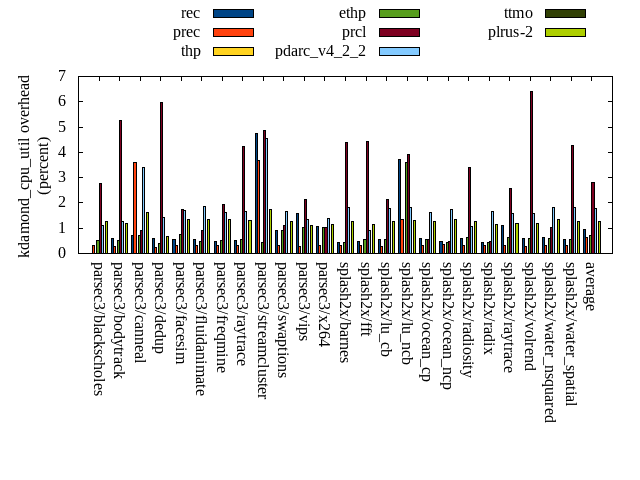 rec
prec
thp
ethp
prcl
pdarc_v4_2_2
ttmo
plrus-2
kdamond_cpu_util overhead
(percent)
7
6
5
4
3
2
1
0
parsec3/blackscholes
parsec3/bodytrack
parsec3/canneal
parsec3/dedup
parsec3/facesim
parsec3/fluidanimate
parsec3/freqmine
parsec3/raytrace
parsec3/streamcluster
parsec3/swaptions
parsec3/vips
parsec3/x264
splash2x/barnes
splash2x/fft
splash2x/lu_cb
splash2x/lu_ncb
splash2x/ocean_cp
splash2x/ocean_ncp
splash2x/radiosity
splash2x/radix
splash2x/raytrace
splash2x/volrend
splash2x/water_nsquared
splash2x/water_spatial
average